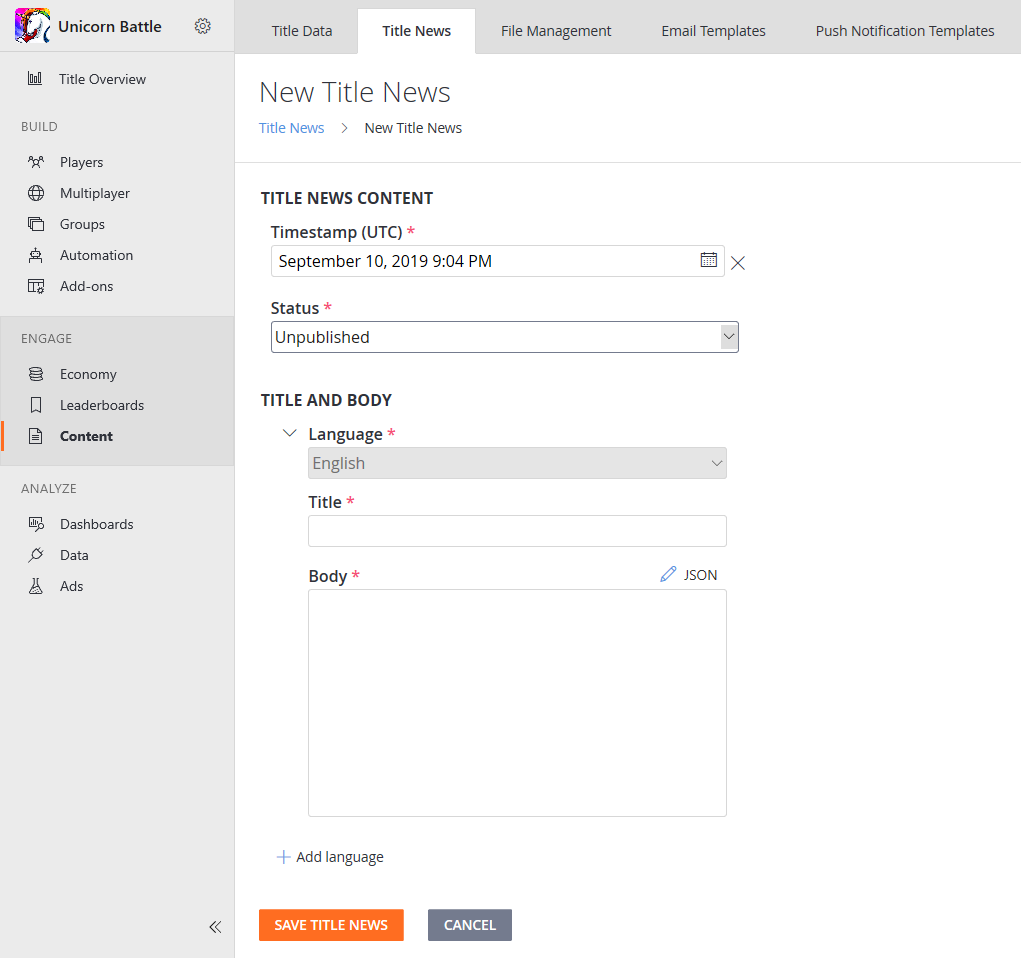 Unicorn Battle
Title Overview
BUILD
Players
Multiplayer
Groups
Automation
Add-ons
ENGAGE
Economy
Leaderboards
Content
ANALYZE
Dashboards
Data
Ads
Title Data Title News File Management Email Templates Push Notification Templates
New Title News
Title News > New Title News
TITLE NEWS CONTENT
Timestamp (UTC) *
September 10, 2019 9:04 PM
Status *
Unpublished
TITLE AND BODY
Language *
English
Title *
Body * JSON
Add language
SAVE TITLE NEWS CANCEL